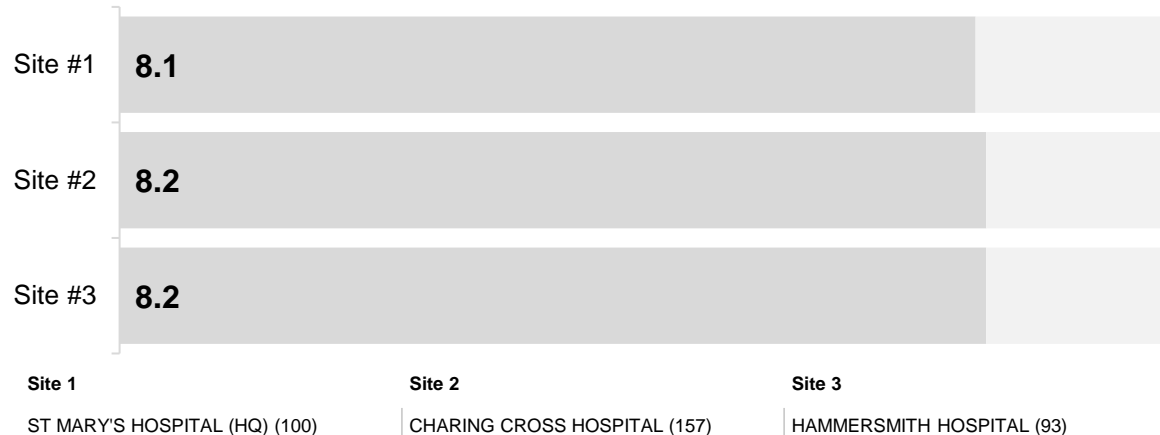 Site #1 8.1
Site #2 8.2
Site #3 8.2
Site 1 Site 2 Site 3
ST MARY'S HOSPITAL (HQ) (100) CHARING CROSS HOSPITAL (157) HAMMERSMITH HOSPITAL (93)